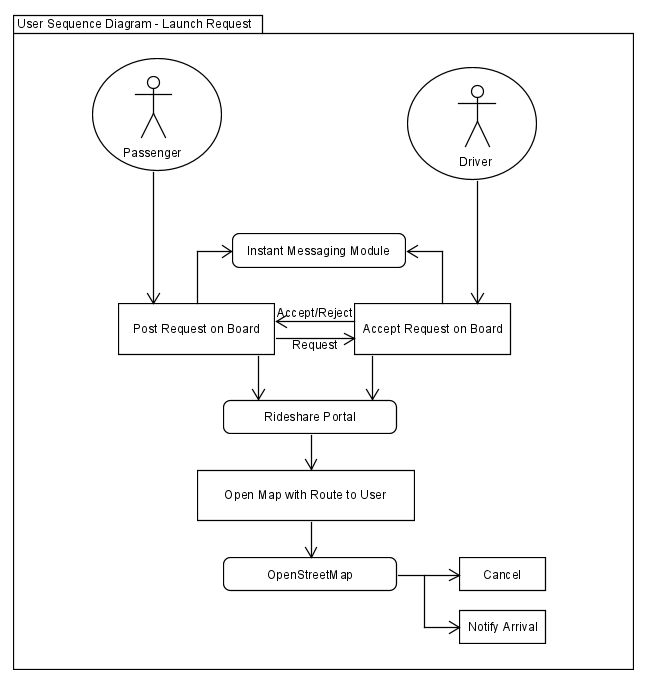 User Sequence Diagram - Launch Request
Passenger
Driver
Instant Messaging Module
Accept/Reject
Post Request on Board
Accept Request on Board
Request
Rideshare Portal
Open Map with Route to User
OpenStreetMap
Cancel
Notify Arrival